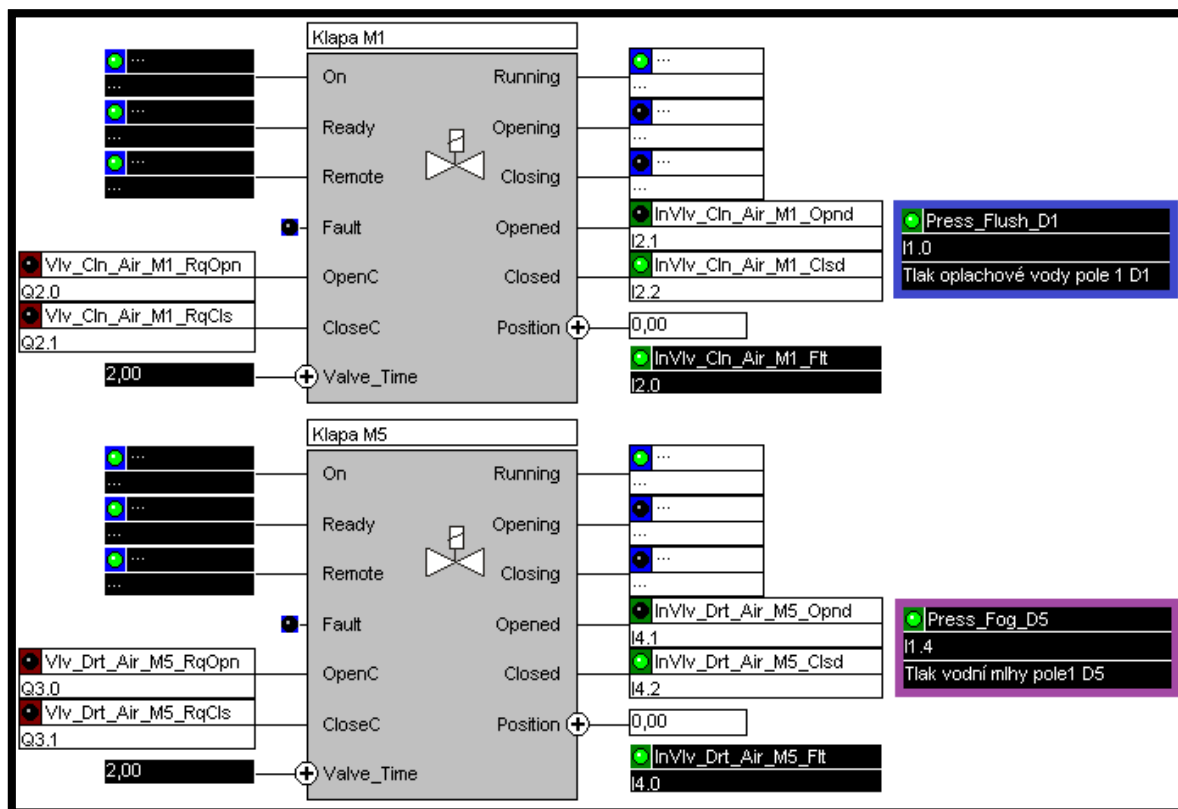 Klapa M1
...
...
...
...
...
...
On
Ready
Remote
Fault
OpenC
CloseC
Valve_Time
Running
Opening
Closing
Opened
Closed
Position
Vlv_Cln_Air_M1_RqOpn
Q2.0
Vlv_Cln_Air_M1_RqCls
Q2.1
2,00
...
...
...
...
...
...
InVlv_Cln_Air_M1_Opnd
I2.1
InVlv_Cln_Air_M1_Clsd
I2.2
0,00
InVlv_Cln_Air_M1_Flt
I2.0
Press_Flush_D1
I1.0
Tlak oplachové vody pole 1 D1
Klapa M5
...
...
...
...
...
...
On
Ready
Remote
Fault
OpenC
CloseC
Valve_Time
Running
Opening
Closing
Opened
Closed
Position
Vlv_Drt_Air_M5_RqOpn
Q3.0
Vlv_Drt_Air_M5_RqCls
Q3.1
2,00
...
...
...
...
...
...
InVlv_Drt_Air_M5_Opnd
I4.1
InVlv_Drt_Air_M5_Clsd
I4.2
0,00
InVlv_Drt_Air_M5_Flt
I4.0
Press_Fog_D5
I1.4
Tlak vodní mlhy pole1 D5